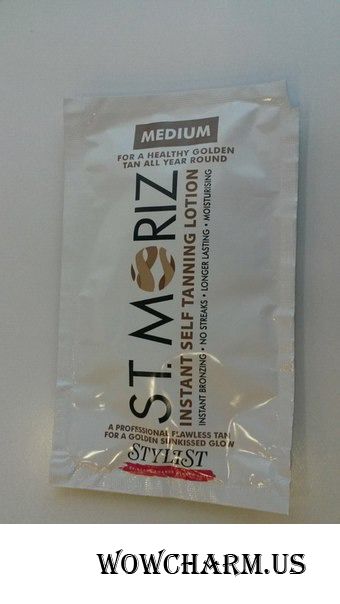 MEDIUM
FOR A HEALTHY GOLDEN
TAN ALL YEAR ROUND
ST. MORIZ
INSTANT SELF TANNING LOTION
INSTANT BRONZING • NO STREAKS • LONGER LASTING • MOISTURISING
A PROFESSIONAL FLAWLESS TAN
FOR A GOLDEN SUNKISSED GLOW
STYLIST
WOWCHARM.US